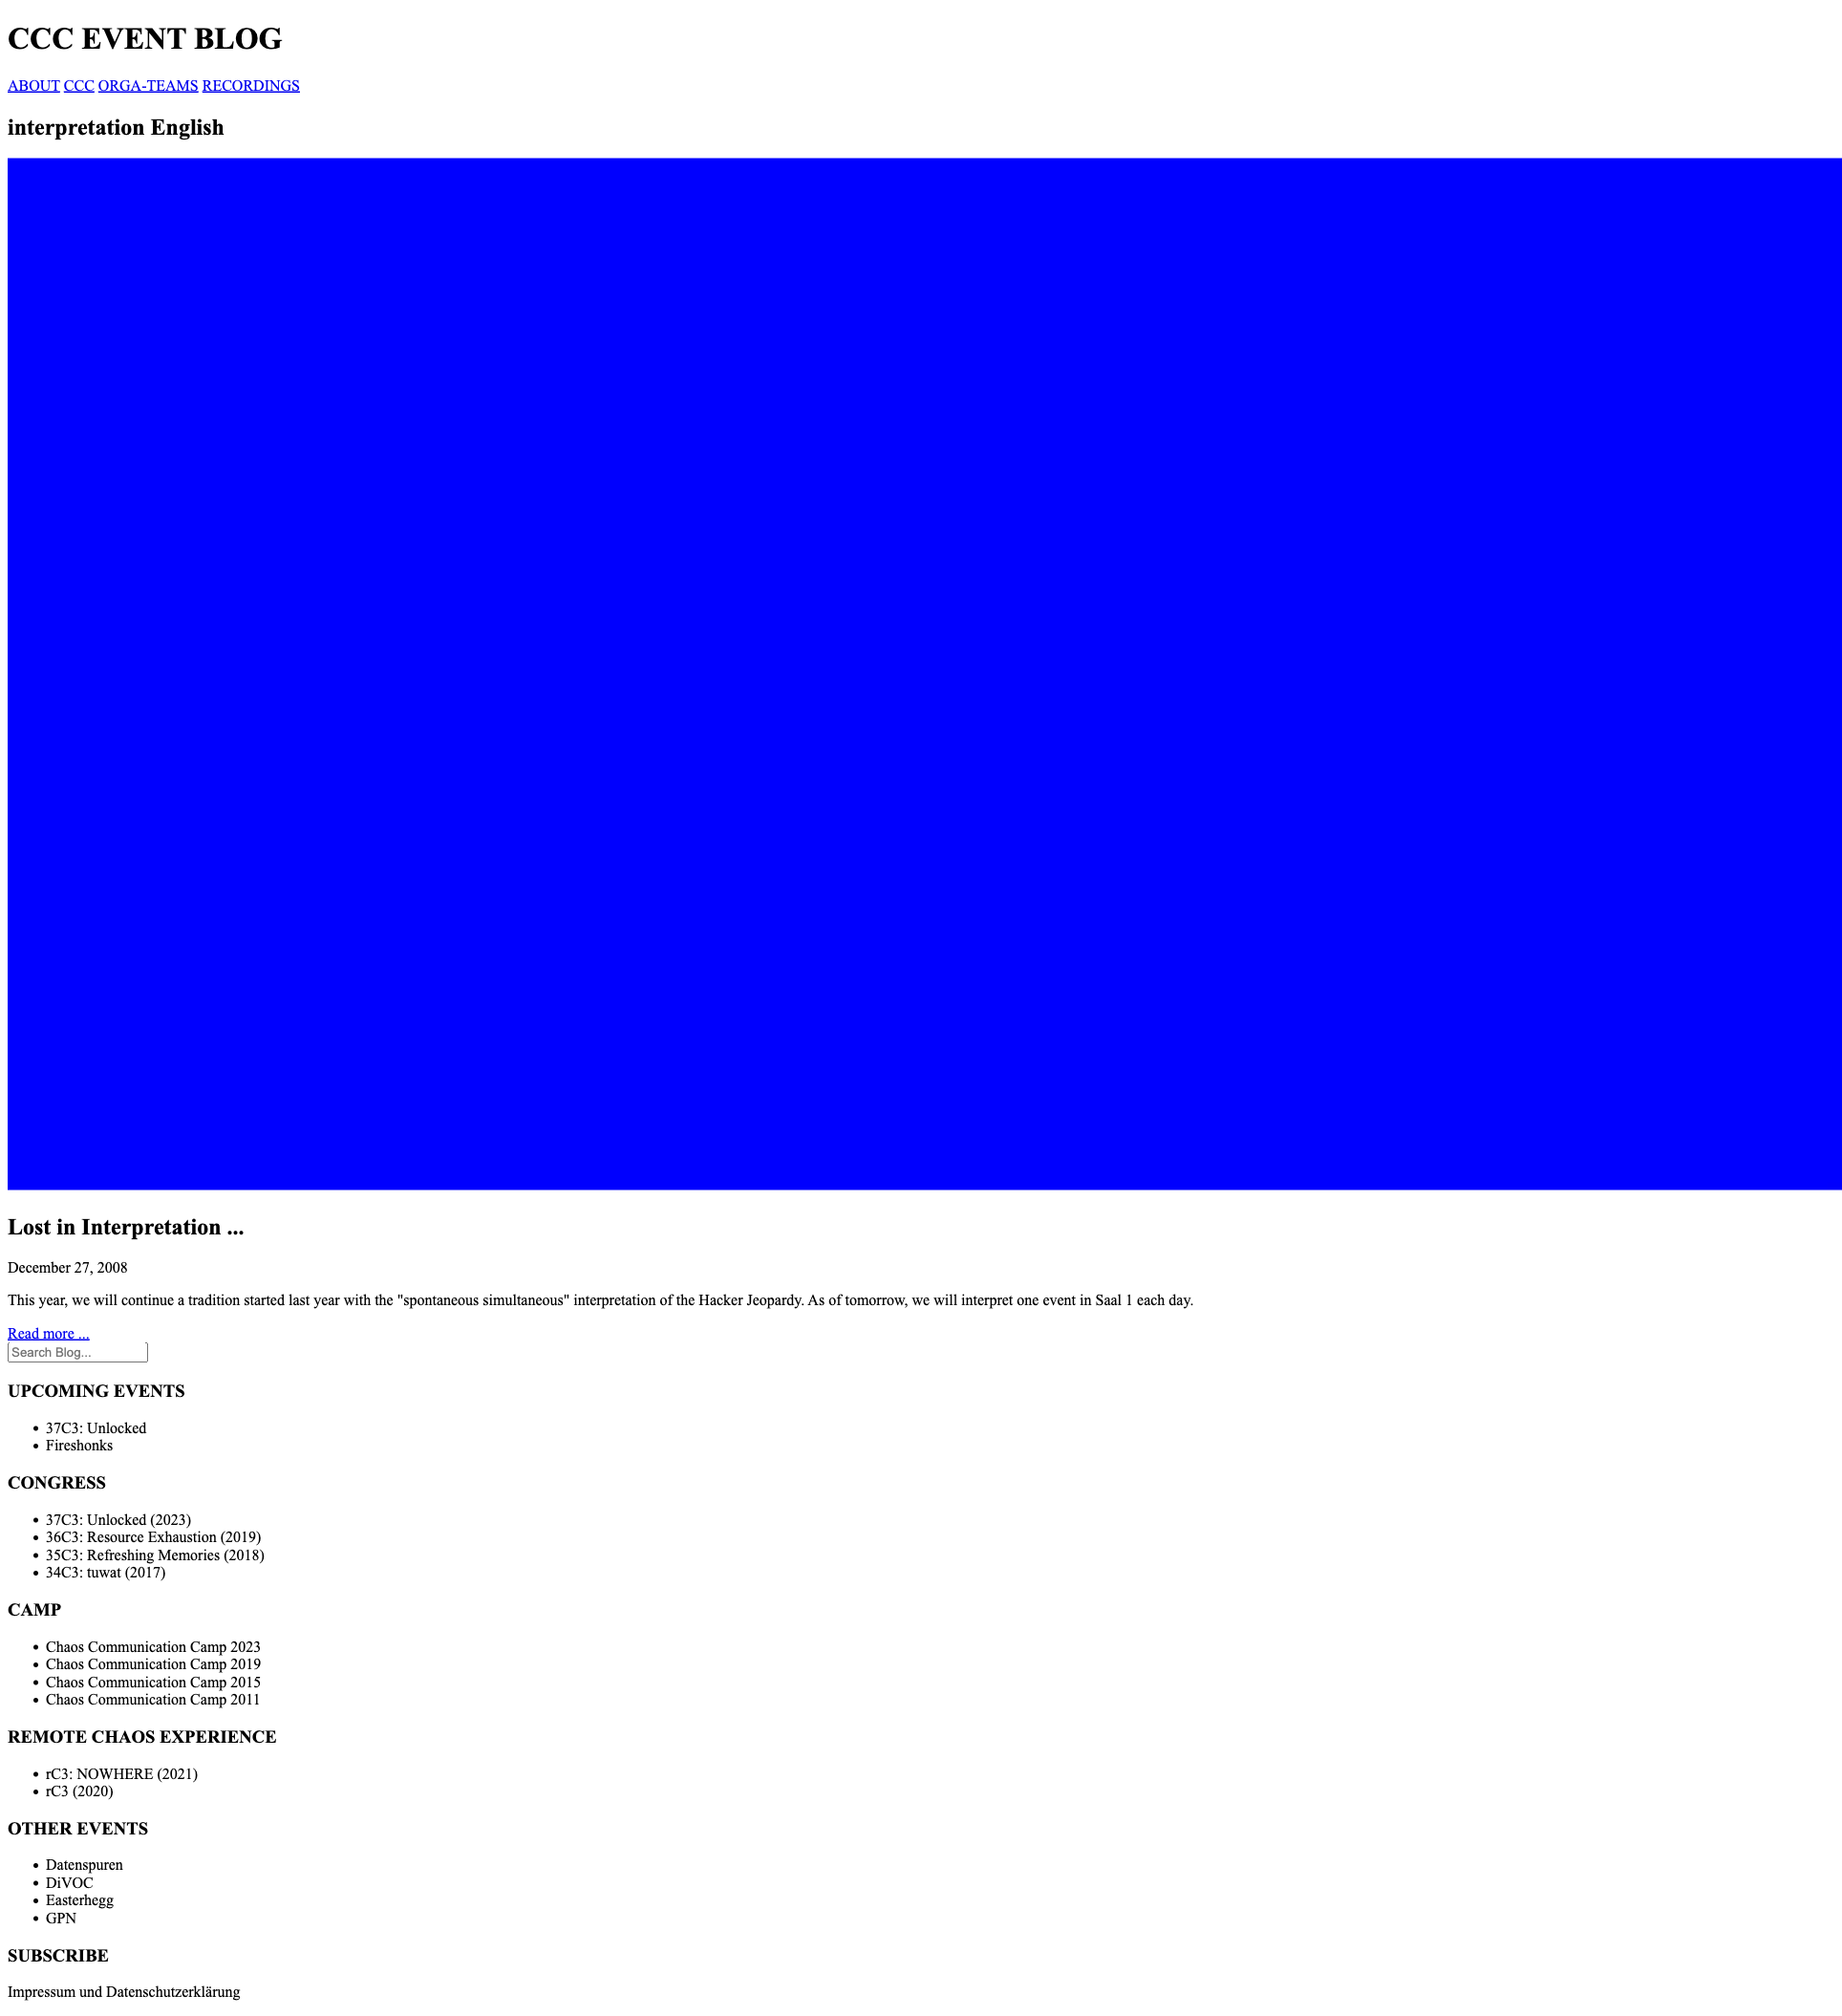 CCC EVENT BLOG
ABOUT CCC ORGA-TEAMS RECORDINGS
interpretation English
Lost in Interpretation ...
December 27, 2008
This year, we will continue a tradition started last year with the "spontaneous simultaneous" interpretation of the Hacker Jeopardy. As of tomorrow, we will interpret one event in Saal 1 each day.
Read more ...
Search Blog...
UPCOMING EVENTS
• 37C3: Unlocked
• Fireshonks
CONGRESS
• 37C3: Unlocked (2023)
• 36C3: Resource Exhaustion (2019)
• 35C3: Refreshing Memories (2018)
• 34C3: tuwat (2017)
CAMP
• Chaos Communication Camp 2023
• Chaos Communication Camp 2019
• Chaos Communication Camp 2015
• Chaos Communication Camp 2011
REMOTE CHAOS EXPERIENCE
• rC3: NOWHERE (2021)
• rC3 (2020)
OTHER EVENTS
• Datenspuren
• DiVOC
• Easterhegg
• GPN
SUBSCRIBE
Impressum und Datenschutzerklärung